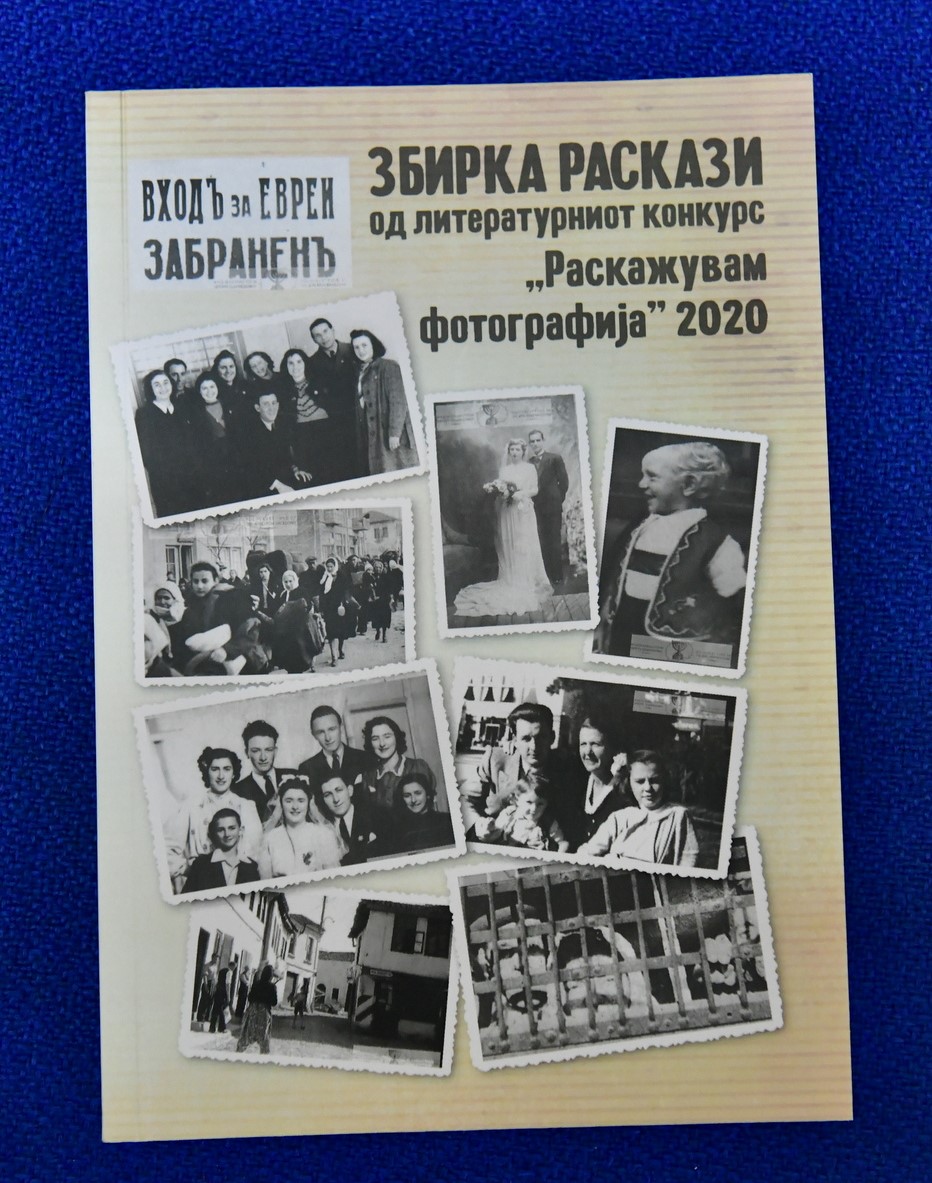 ВХОДЪ ЗА ЕВРЕИ
ЗАБРАНЕНЪ
ЗБИРКА РАСКАЗИ
од литературниот конкурс
„Раскажувам
фотографија” 2020